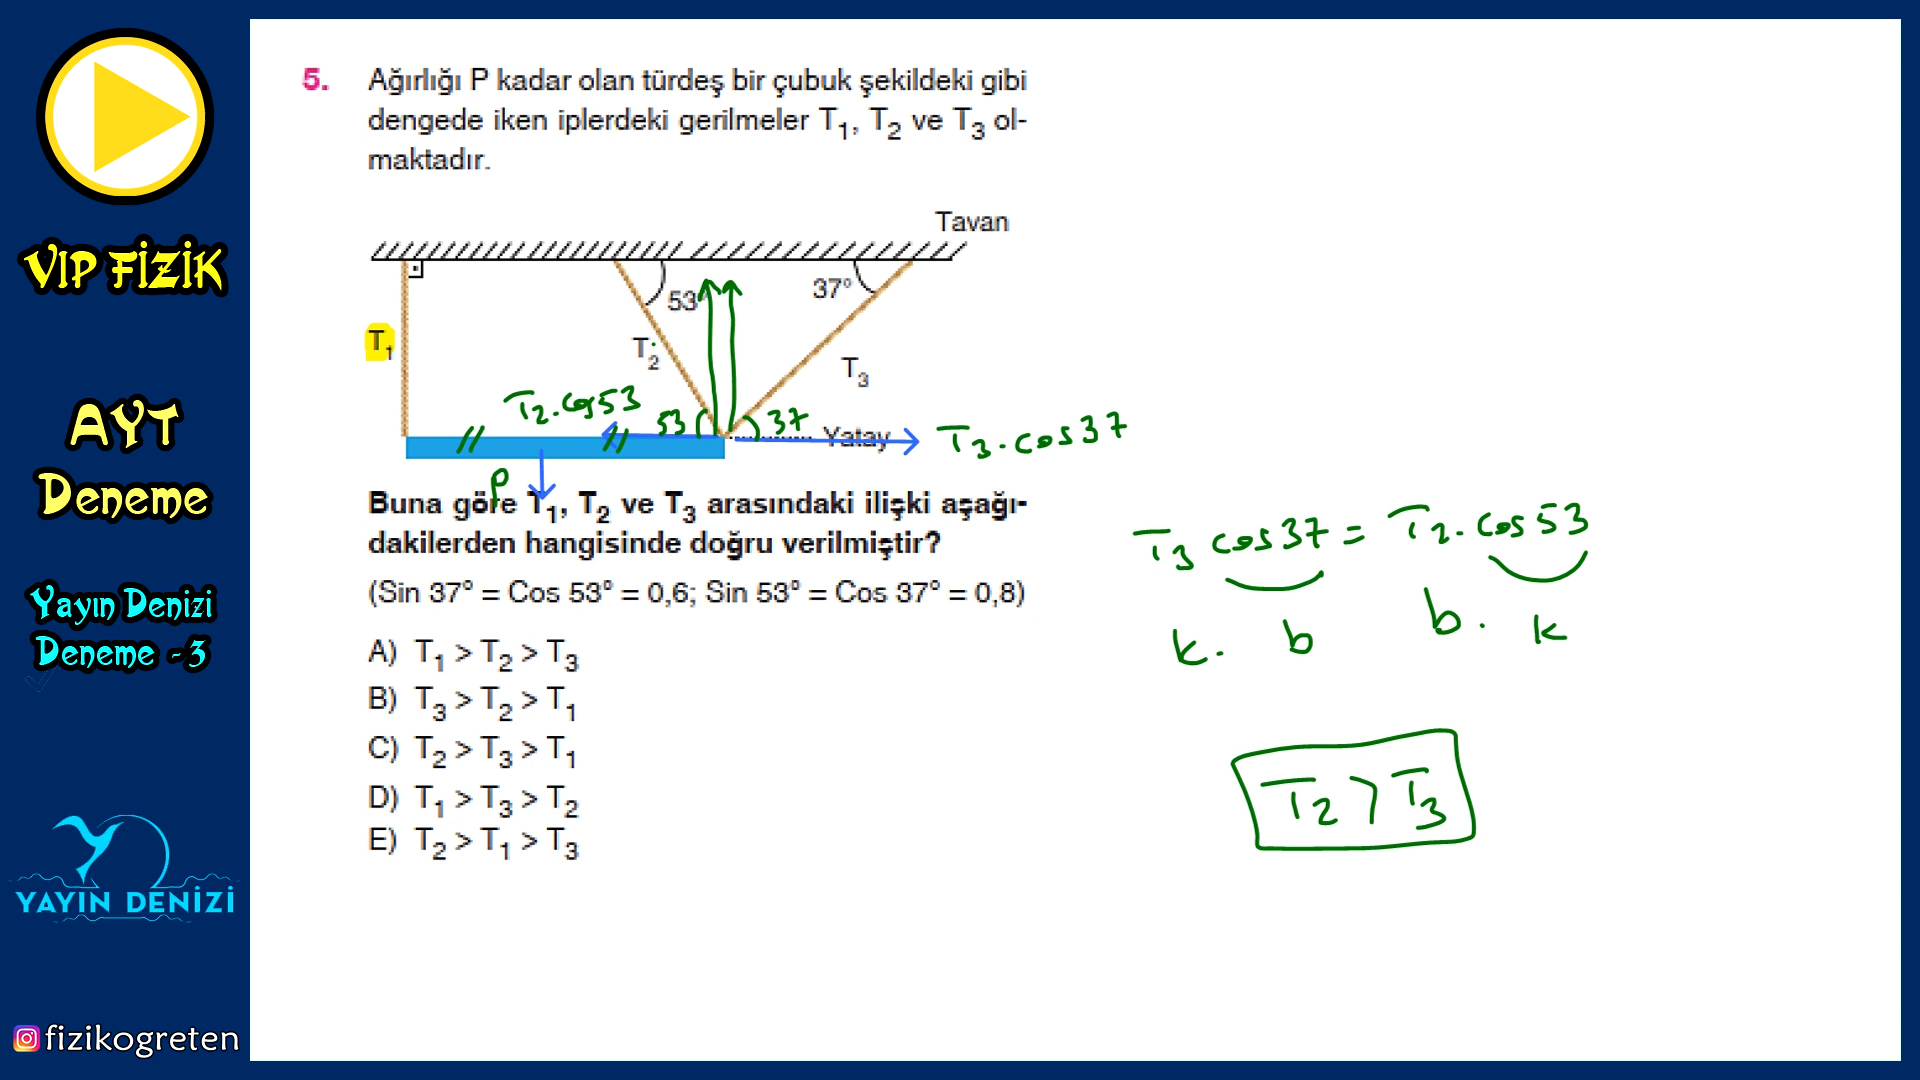 VIP FİZİK
AYT
Deneme
Yayın Denizi
Deneme - 3
YAYIN DENİZİ
fizikogreten
5. Ağırlığı P kadar olan türdeş bir çubuk şekildeki gibi
dengede iken iplerdeki gerilmeler T₁, T₂ ve T₃ ol-
maktadır.
Tavan
53
37°
T₁
T₂
T₃
T₂.cos53
53
37
Yatay
T₃.cos37
P
Buna göre T₁, T₂ ve T₃ arasındaki ilişki aşağı-
dakilerden hangisinde doğru verilmiştir?
(Sin 37° = Cos 53° = 0,6; Sin 53° = Cos 37° = 0,8)
A) T₁ > T₂ > T₃
B) T₃ > T₂ > T₁
C) T₂ > T₃ > T₁
D) T₁ > T₃ > T₂
E) T₂ > T₁ > T₃
T₃ cos37 = T₂.cos53
k. b b. k
T₂ > T₃